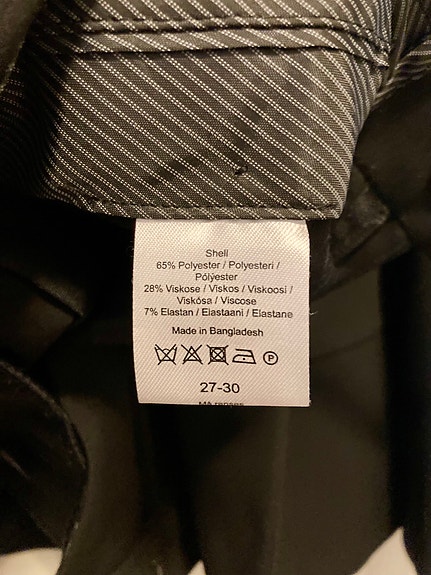 Shell
65% Polyester / Polyesteri /
Pólýester
28% Viskose / Viskos / Viskoosi /
Viskósa / Viscose
7% Elastan / Elastaani / Elastane
Made in Bangladesh
P
27-30